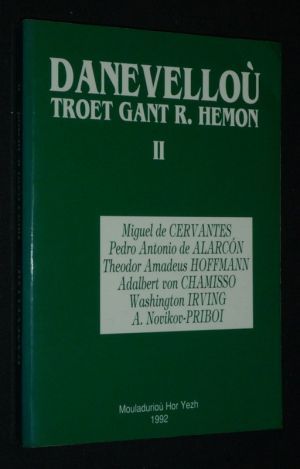 DANEVELLOÙ
TROET GANT R. HEMON
II
Miguel de CERVANTES
Pedro Antonio de ALARCÓN
Theodor Amadeus HOFFMANN
Adalbert von CHAMISSO
Washington IRVING
A. Novikov-PRIBOI
Mouladurioù Hor Yezh
1992